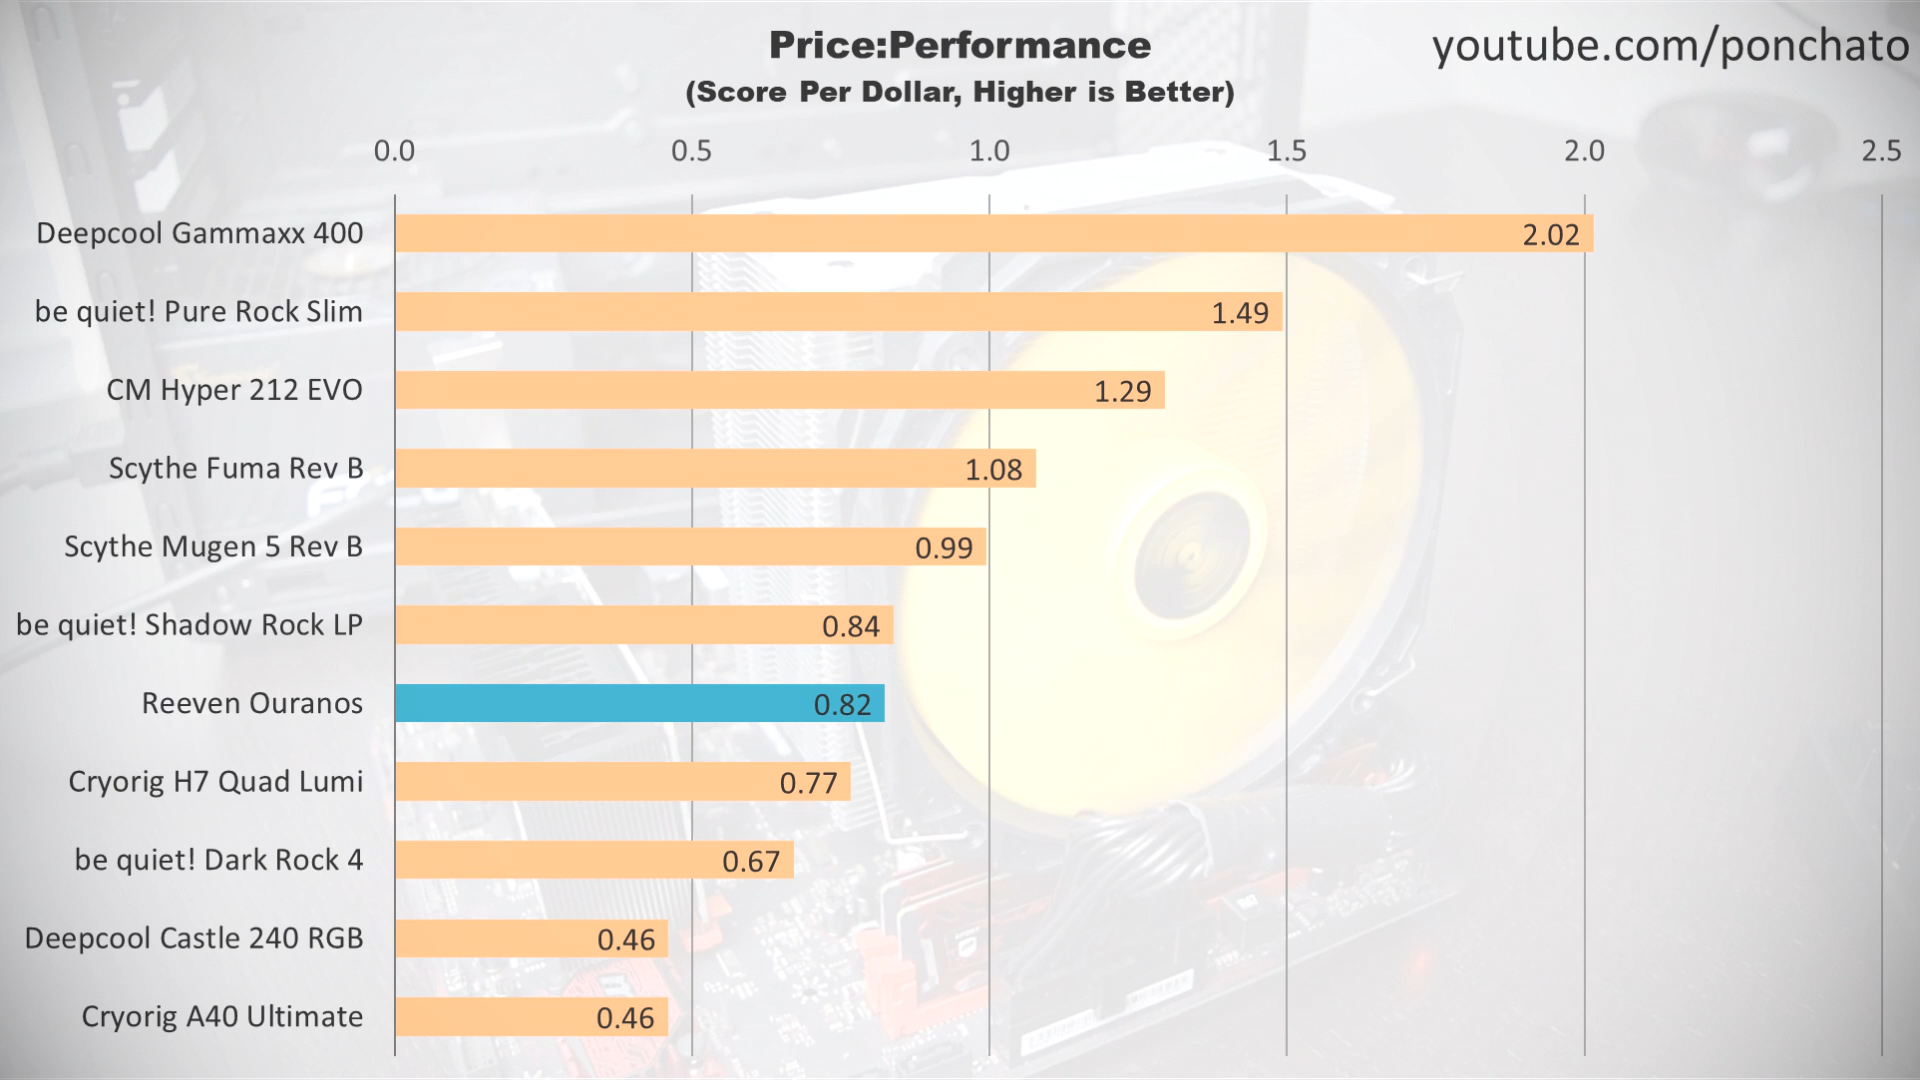 Price:Performance
(Score Per Dollar, Higher is Better)
youtube.com/ponchato
0.0 0.5 1.0 1.5 2.0 2.5
Deepcool Gammaxx 400 2.02
be quiet! Pure Rock Slim 1.49
CM Hyper 212 EVO 1.29
Scythe Fuma Rev B 1.08
Scythe Mugen 5 Rev B 0.99
be quiet! Shadow Rock LP 0.84
Reeven Ouranos 0.82
Cryorig H7 Quad Lumi 0.77
be quiet! Dark Rock 4 0.67
Deepcool Castle 240 RGB 0.46
Cryorig A40 Ultimate 0.46